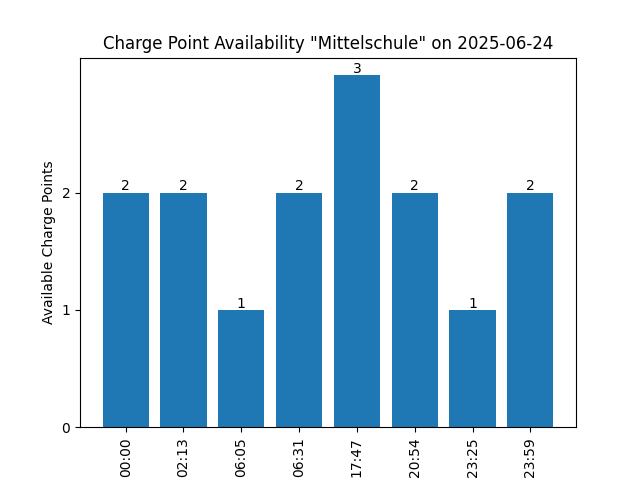 Charge Point Availability "Mittelschule" on 2025-06-24
3
2 2 2 2 2
1 1
Available Charge Points
2
1
0
00:00 02:13 06:05 06:31 17:47 20:54 23:25 23:59